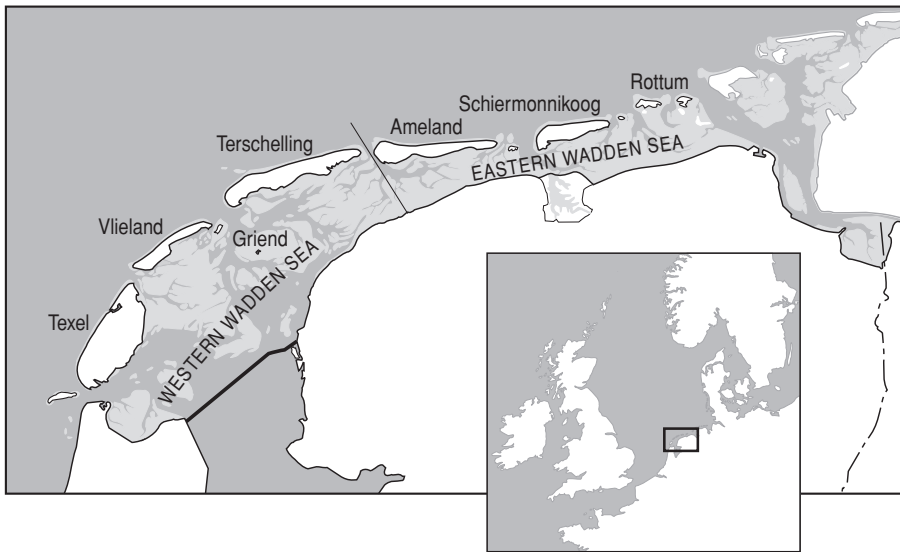 Rottum
Schiermonnikoog
Ameland
Terschelling
EASTERN WADDEN SEA
Vlieland
Griend
WESTERN WADDEN SEA
Texel